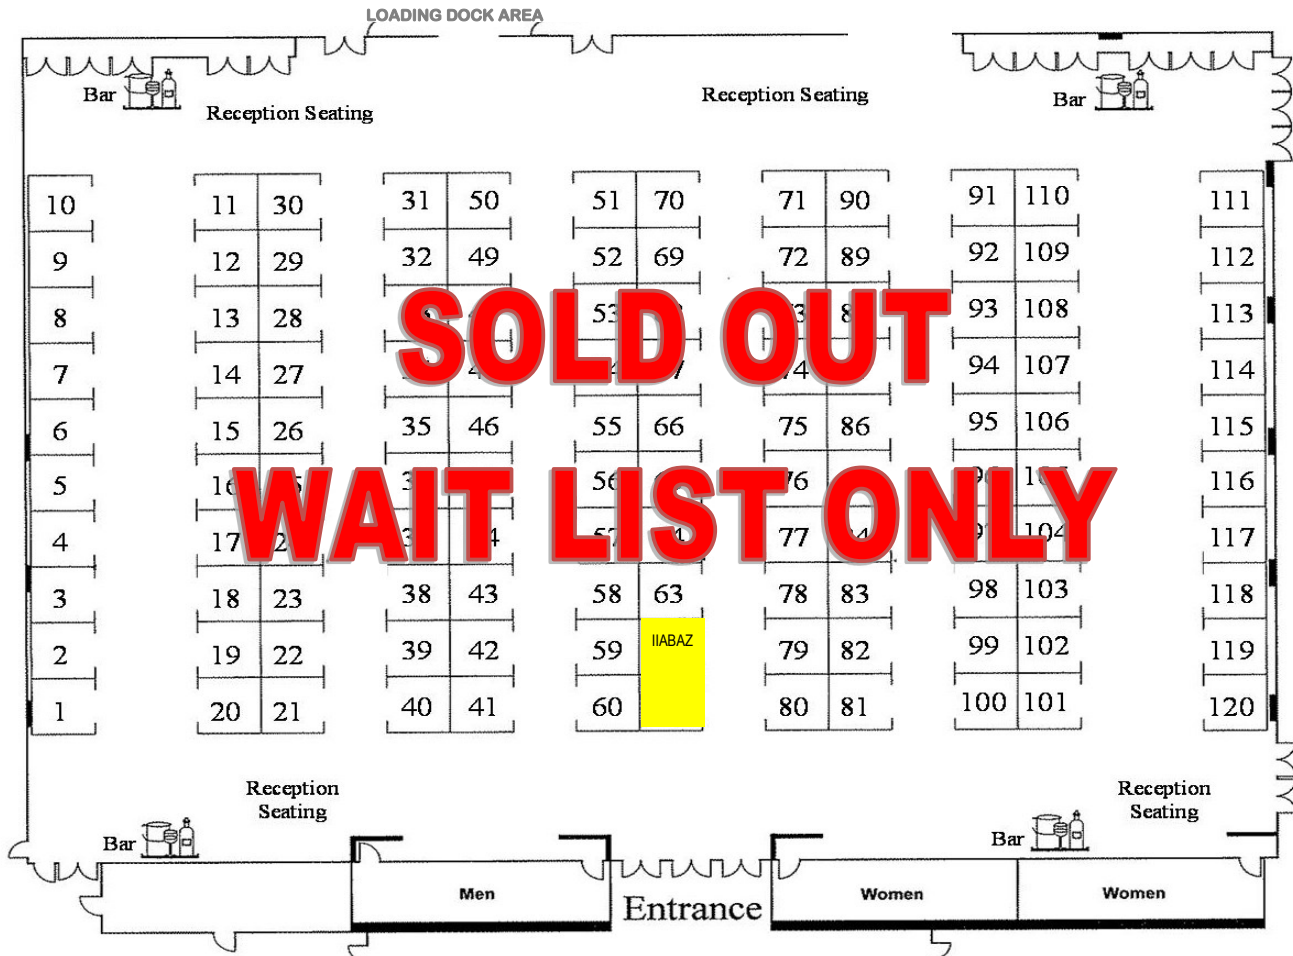 LOADING DOCK AREA
Bar
Reception Seating
Reception Seating
Bar
10 11 30 31 50 51 70 71 90 91 110 111
9 12 29 32 49 52 69 72 89 92 109 112
8 13 28 53 93 108 113
SOLD OUT
7 14 27 94 107 114
6 15 26 35 46 55 66 75 86 95 106 115
5 16 56 76 116
WAIT LIST ONLY
4 17 77 104 117
3 18 23 38 43 58 63 78 83 98 103 118
2 19 22 39 42 59 IIABAZ 79 82 99 102 119
1 20 21 40 41 60 80 81 100 101 120
Reception
Seating
Reception
Seating
Bar
Bar
Men
Entrance
Women
Women